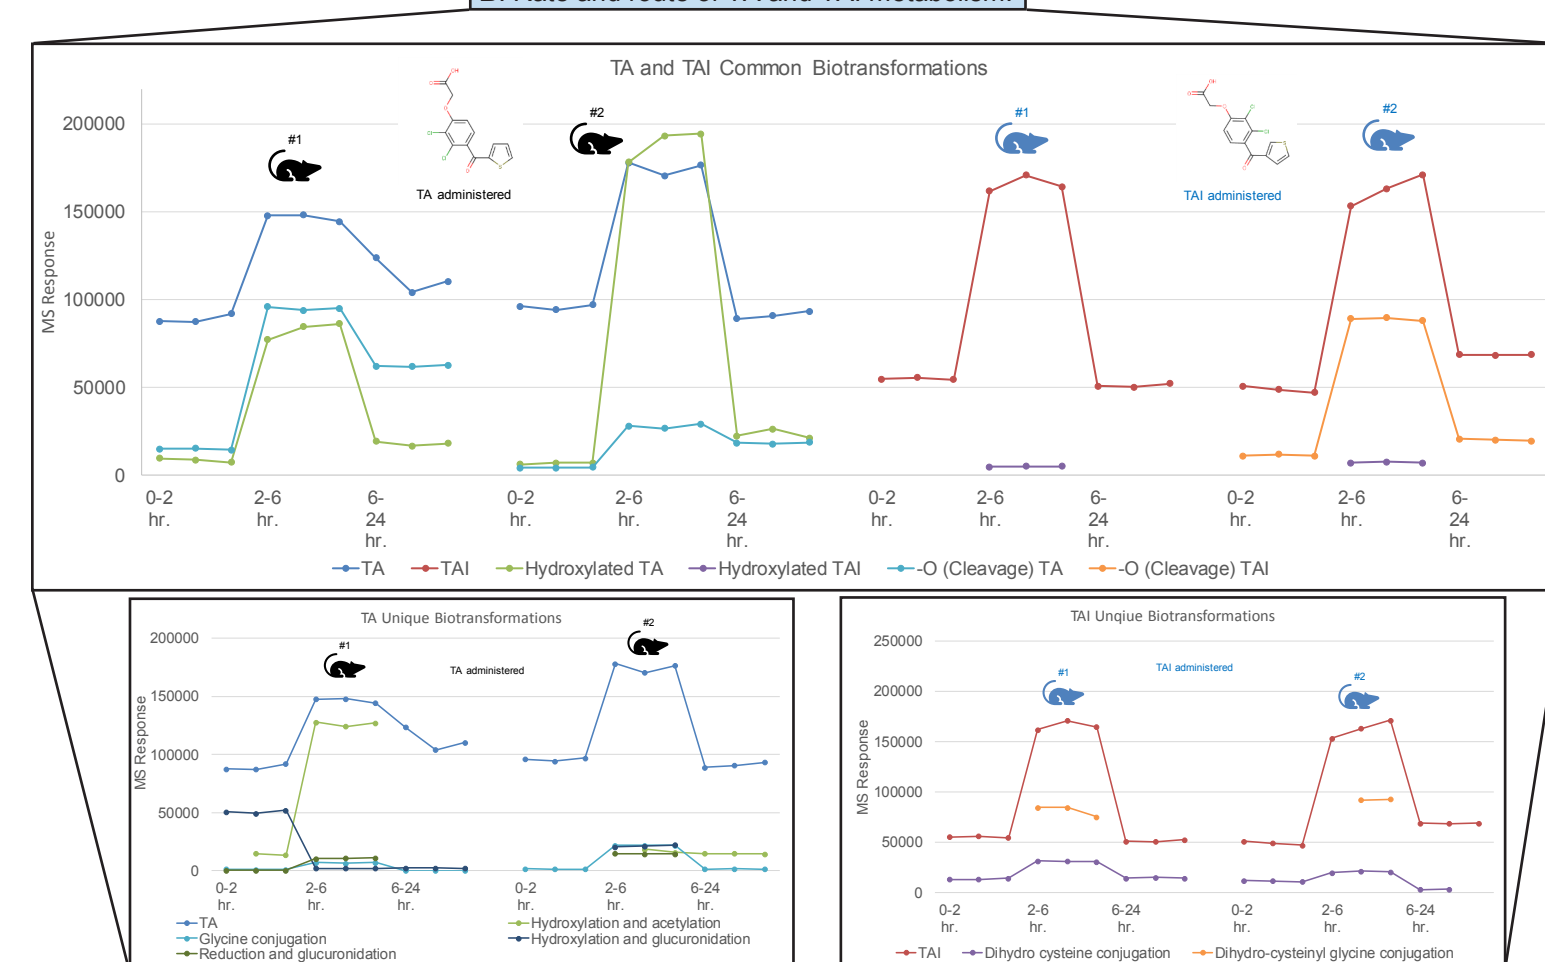 TA and TAI Common Biotransformations
#1
#2
#1
#2
OH
O
O
Cl
Cl
O
S
OH
O
O
Cl
Cl
O
S
TA administered
TAI administered
MS Response
200000
150000
100000
50000
0
0-2 hr.
2-6 hr.
6-24 hr.
0-2 hr.
2-6 hr.
6-24 hr.
0-2 hr.
2-6 hr.
6-24 hr.
0-2 hr.
2-6 hr.
6-24 hr.
TA TAI Hydroxylated TA Hydroxylated TAI -O (Cleavage) TA -O (Cleavage) TAI
TA Unique Biotransformations
#1
#2
TA administered
MS Response
200000
150000
100000
50000
0
0-2 hr.
2-6 hr.
6-24 hr.
0-2 hr.
2-6 hr.
6-24 hr.
TA Hydroxylation and acetylation
Glycine conjugation Hydroxylation and glucuronidation
Reduction and glucuronidation
TAI Unqiue Biotransformations
#1
TAI administered
#2
MS Response
250000
200000
150000
100000
50000
0
0-2 hr.
2-6 hr.
6-24 hr.
0-2 hr.
2-6 hr.
6-24 hr.
TAI Dihydro cysteine conjugation Dihydro-cysteinyl glycine conjugation